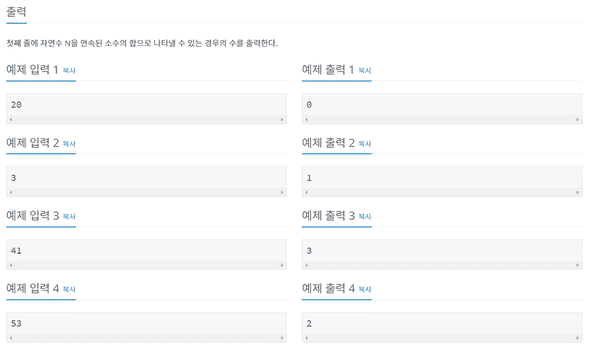 출력
첫째 줄에 자연수 N을 연속된 소수의 합으로 나타낼 수 있는 경우의 수를 출력한다.
예제 입력 1 복사
예제 출력 1 복사
20
0
예제 입력 2 복사
예제 출력 2 복사
3
1
예제 입력 3 복사
예제 출력 3 복사
41
3
예제 입력 4 복사
예제 출력 4 복사
53
2